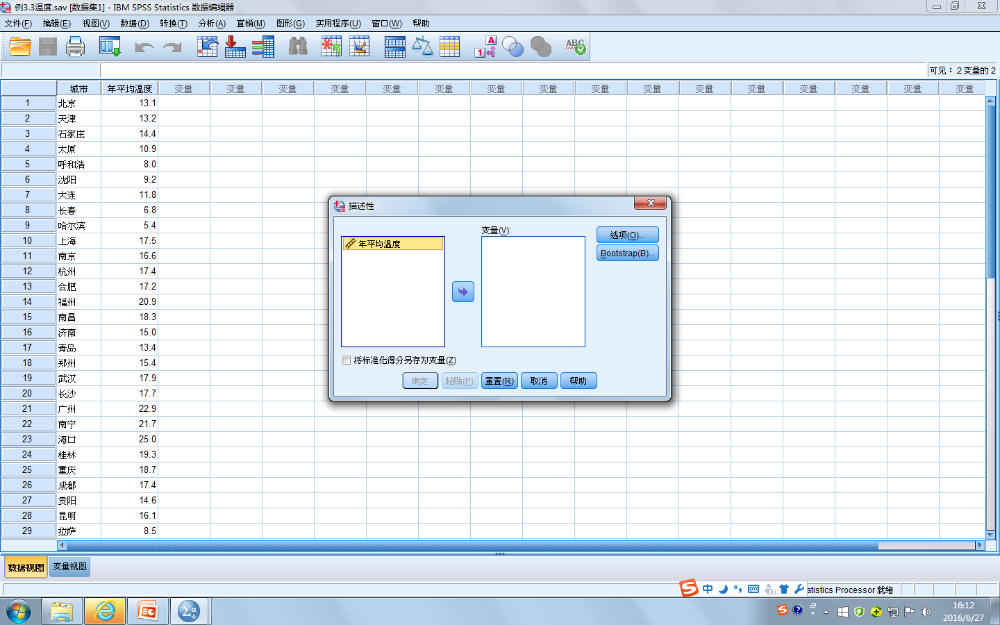 例3.3温度.sav [数据集1] - IBM SPSS Statistics 数据编辑器
文件(F) 编辑(E) 视图(V) 数据(D) 转换(T) 分析(A) 直销(M) 图形(G) 实用程序(U) 窗口(W) 帮助
A
1
ABC
可见： 2 变量的 2
城市 年平均温度 变量 变量 变量 变量 变量 变量 变量 变量 变量 变量 变量 变量 变量 变量 变量 变量
1 北京 13.1
2 天津 13.2
3 石家庄 14.4
4 太原 10.9
5 呼和浩 8.0
6 沈阳 9.2
7 大连 11.8
8 长春 6.8
9 哈尔滨 5.4
10 上海 17.5
11 南京 16.6
12 杭州 17.4
13 合肥 17.2
14 福州 20.9
15 南昌 18.3
16 济南 15.0
17 青岛 13.4
18 郑州 15.4
19 武汉 17.9
20 长沙 17.7
21 广州 22.9
22 南宁 21.7
23 海口 25.0
24 桂林 19.3
25 重庆 18.7
26 成都 17.4
27 贵阳 14.6
28 昆明 16.1
29 拉萨 8.5
描述性
变量(V):
年平均温度
选项(O)...
Bootstrap(B)...
将标准化得分另存为变量(Z)
确定 粘贴(P) 重置(R) 取消 帮助
数据视图 变量视图
中
atistics Processor 就绪
16:12
2016/6/27